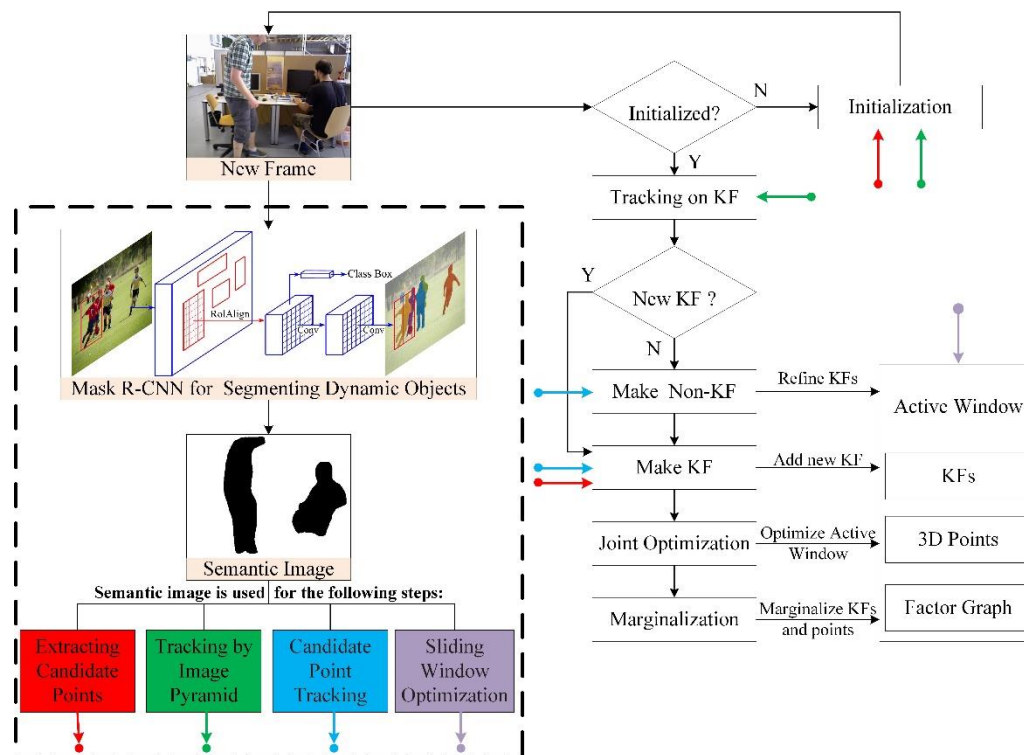 New Frame
Initialized?
N
Initialization
Y
Tracking on KF
Class Box
RoIAlign
Conv
Conv
Mask R-CNN for Segmenting Dynamic Objects
Y
New KF ?
N
Make Non-KF
Refine KFs
Active Window
Make KF
Add new KF
KFs
Joint Optimization
Optimize Active
Window
3D Points
Marginalization
Marginalize KFs
and points
Factor Graph
Semantic Image
Semantic image is used for the following steps:
Extracting
Candidate
Points
Tracking by
Image
Pyramid
Candidate
Point
Tracking
Sliding
Window
Optimization